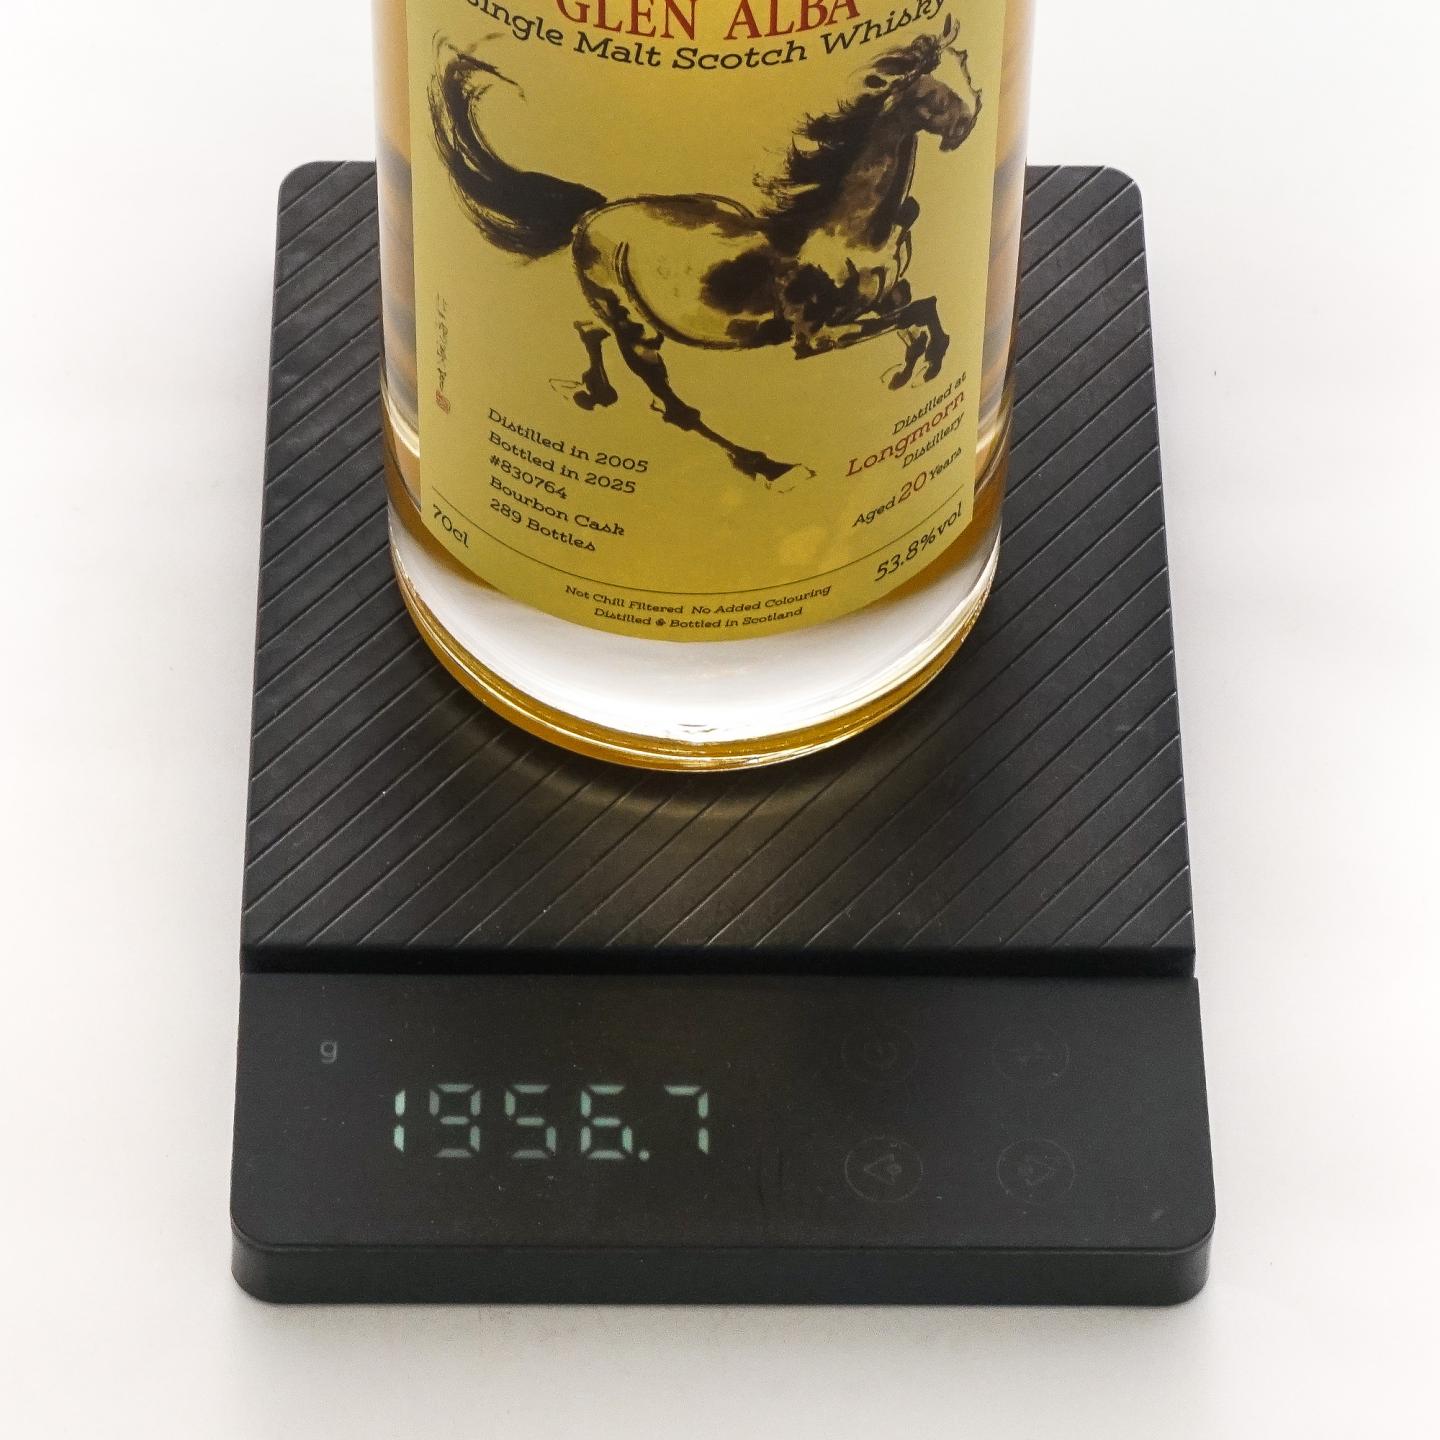 GLEN ALBA
Single Malt Scotch Whisky
Distilled in 2005
Bottled in 2025
#830764
Bourbon Cask
289 Bottles
Distilled at
Longmorn
Distillery
Aged 20 Years
70cl
53.8%vol
Not Chill Filtered No Added Colouring
Distilled & Bottled in Scotland
g
1956.7